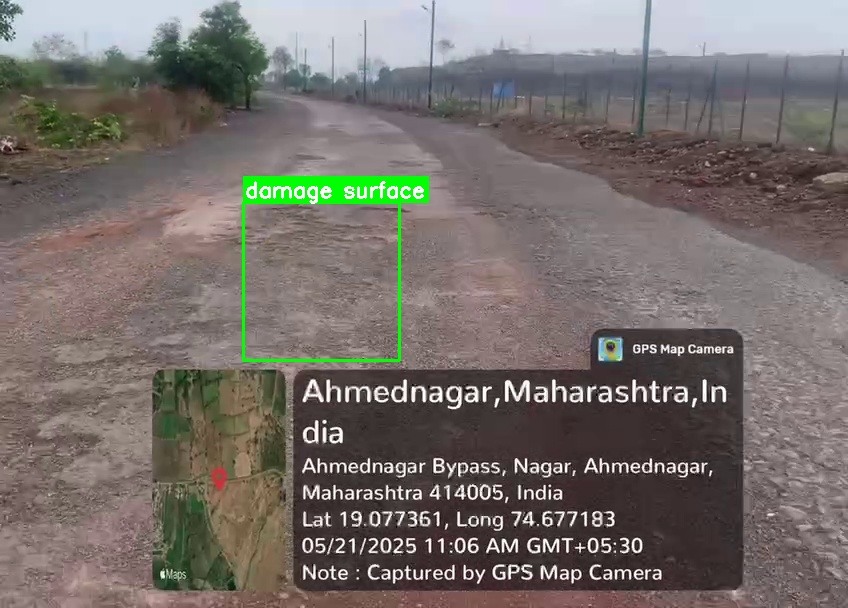 damage surface
GPS Map Camera
Ahmednagar,Maharashtra,In
dia
Ahmednagar Bypass, Nagar, Ahmednagar,
Maharashtra 414005, India
Lat 19.077361, Long 74.677183
05/21/2025 11:06 AM GMT+05:30
Note : Captured by GPS Map Camera
Maps